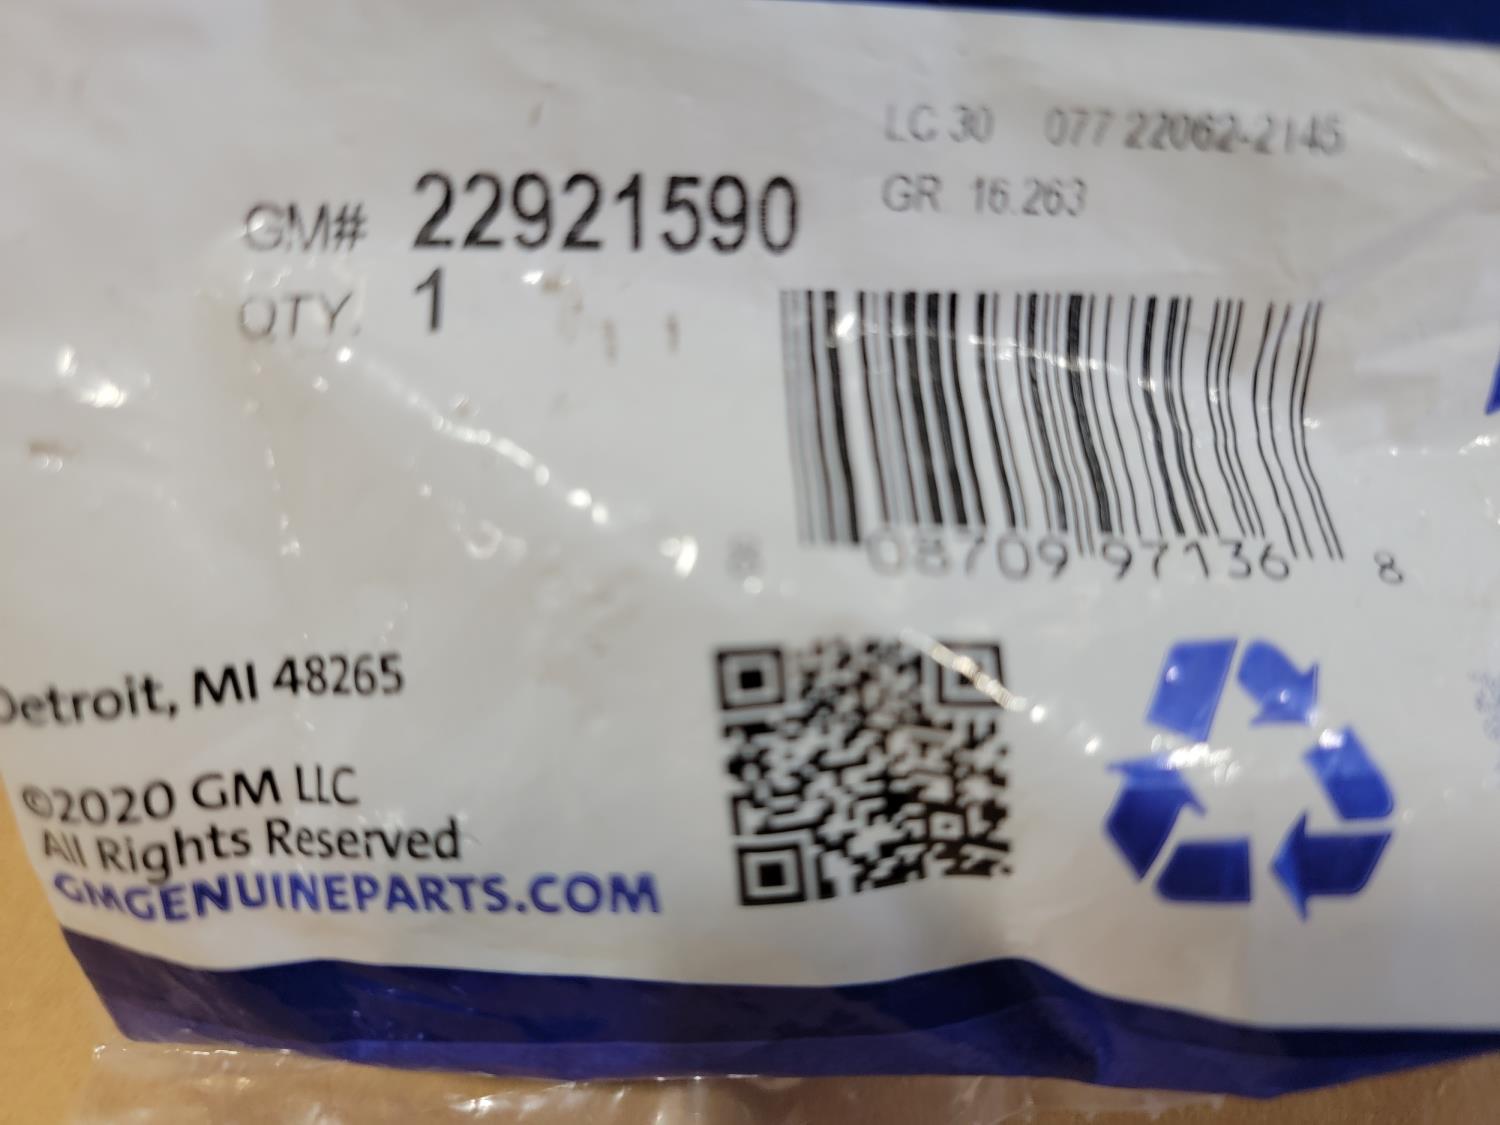 LC 30 077 22062-2145
GR 16.263
GM# 22921590
QTY. 1
8 08709 97136 8
Detroit, MI 48265
©2020 GM LLC
All Rights Reserved
GMGENUINEPARTS.COM